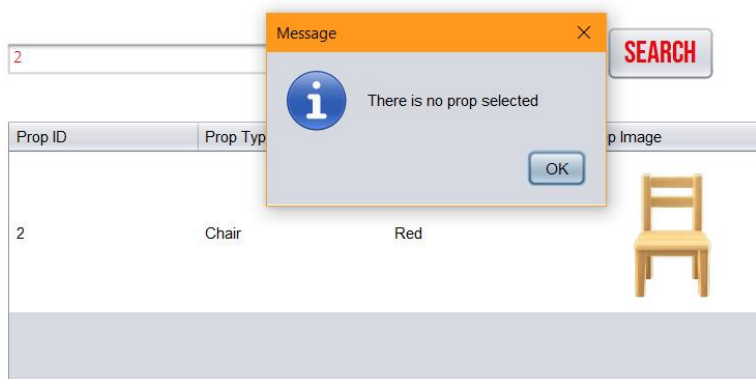 Message
2
SEARCH
There is no prop selected
OK
Prop ID Prop Typ p Image
2 Chair Red